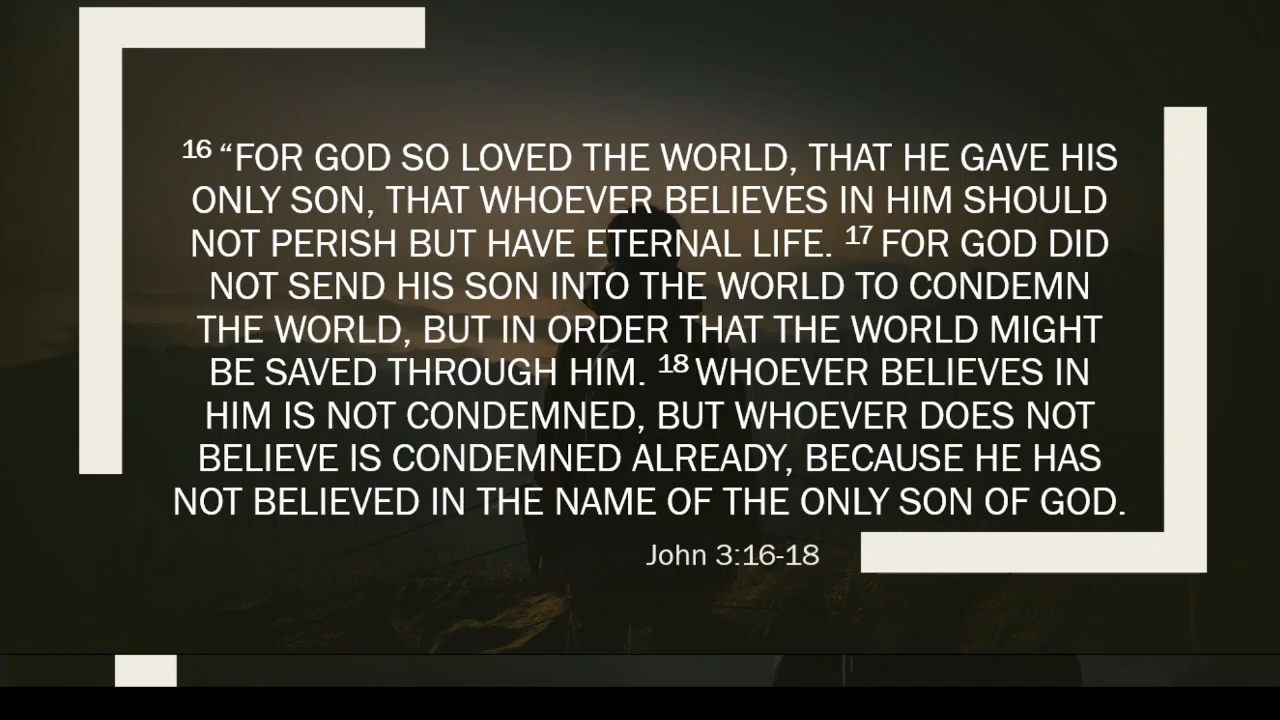 16 “FOR GOD SO LOVED THE WORLD, THAT HE GAVE HIS
ONLY SON, THAT WHOEVER BELIEVES IN HIM SHOULD
NOT PERISH BUT HAVE ETERNAL LIFE. 17 FOR GOD DID
NOT SEND HIS SON INTO THE WORLD TO CONDEMN
THE WORLD, BUT IN ORDER THAT THE WORLD MIGHT
BE SAVED THROUGH HIM. 18 WHOEVER BELIEVES IN
HIM IS NOT CONDEMNED, BUT WHOEVER DOES NOT
BELIEVE IS CONDEMNED ALREADY, BECAUSE HE HAS
NOT BELIEVED IN THE NAME OF THE ONLY SON OF GOD.
John 3:16-18